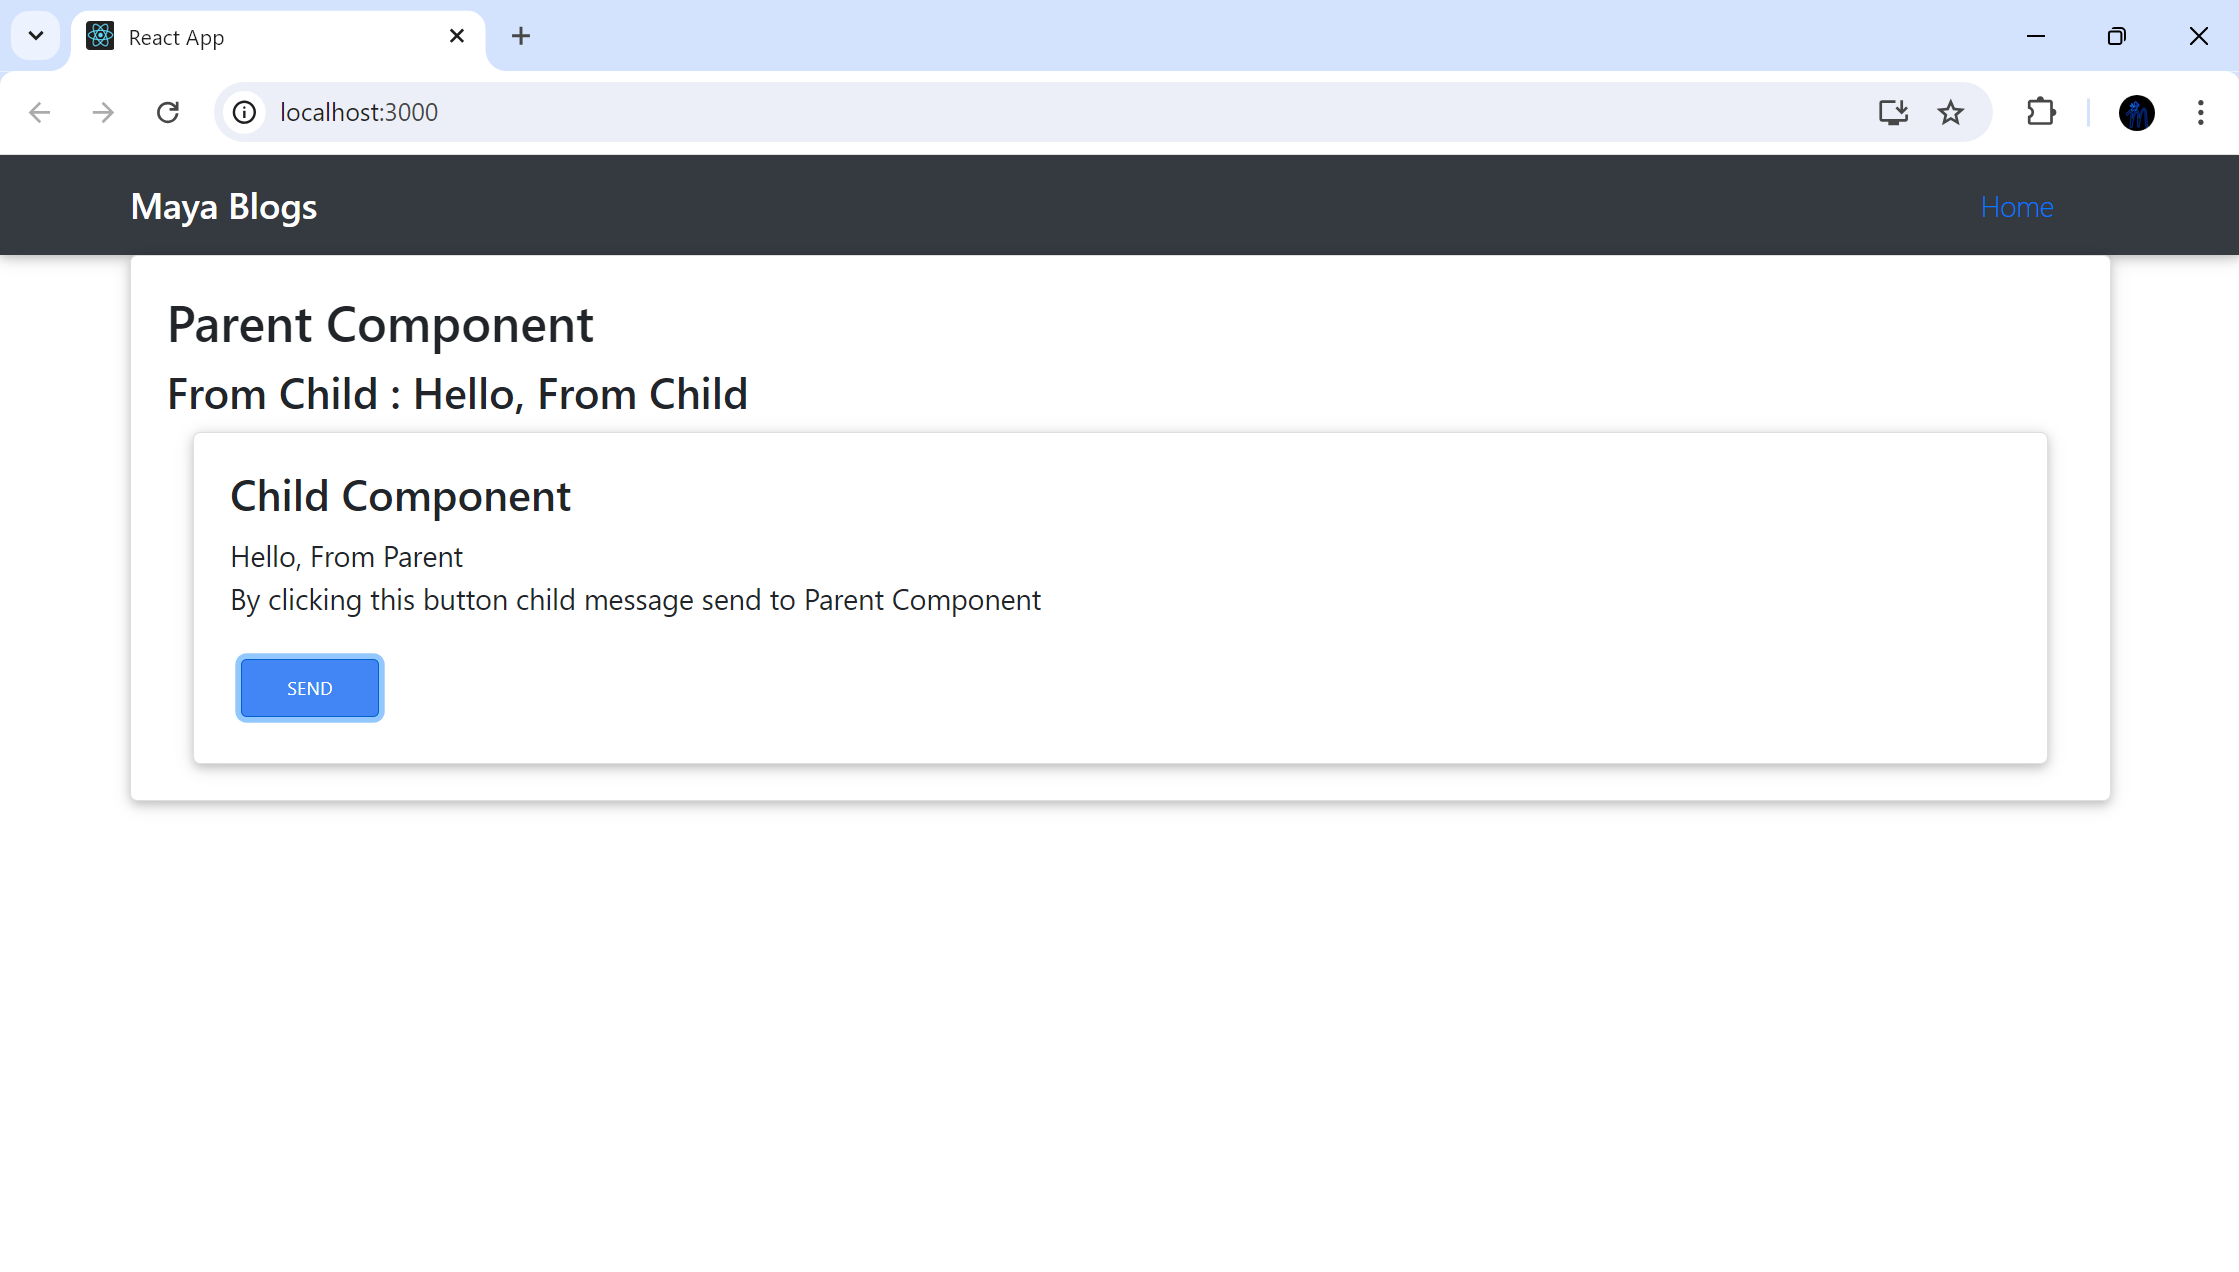 React App
localhost:3000
Maya Blogs
Home
Parent Component
From Child : Hello, From Child
Child Component
Hello, From Parent
By clicking this button child message send to Parent Component
SEND